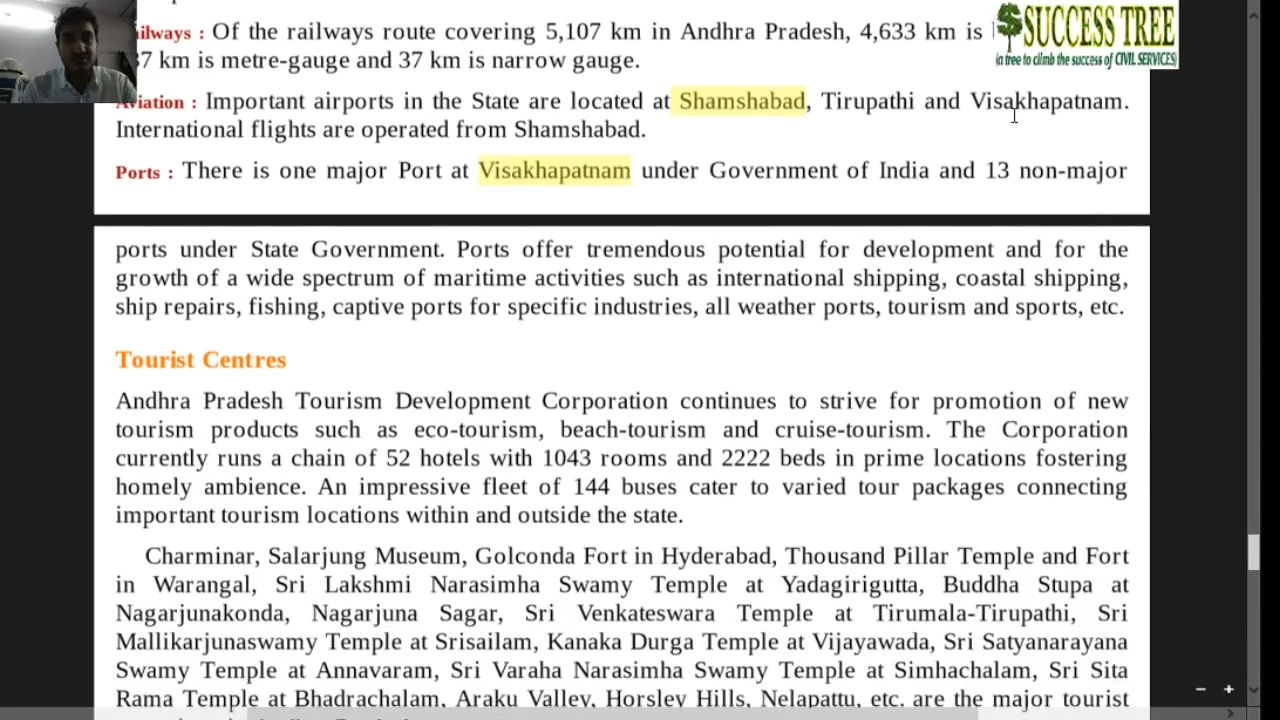 ilways : Of the railways route covering 5,107 km in Andhra Pradesh, 4,633 km is
37 km is metre-gauge and 37 km is narrow gauge.
SUCCESS TREE
(a tree to climb the success of CIVIL SERVICES)
Aviation : Important airports in the State are located at Shamshabad, Tirupathi and Visakhapatnam.
International flights are operated from Shamshabad.
Ports : There is one major Port at Visakhapatnam under Government of India and 13 non-major
ports under State Government. Ports offer tremendous potential for development and for the
growth of a wide spectrum of maritime activities such as international shipping, coastal shipping,
ship repairs, fishing, captive ports for specific industries, all weather ports, tourism and sports, etc.
Tourist Centres
Andhra Pradesh Tourism Development Corporation continues to strive for promotion of new
tourism products such as eco-tourism, beach-tourism and cruise-tourism. The Corporation
currently runs a chain of 52 hotels with 1043 rooms and 2222 beds in prime locations fostering
homely ambience. An impressive fleet of 144 buses cater to varied tour packages connecting
important tourism locations within and outside the state.
Charminar, Salarjung Museum, Golconda Fort in Hyderabad, Thousand Pillar Temple and Fort
in Warangal, Sri Lakshmi Narasimha Swamy Temple at Yadagirigutta, Buddha Stupa at
Nagarjunakonda, Nagarjuna Sagar, Sri Venkateswara Temple at Tirumala-Tirupathi, Sri
Mallikarjunaswamy Temple at Srisailam, Kanaka Durga Temple at Vijayawada, Sri Satyanarayana
Swamy Temple at Annavaram, Sri Varaha Narasimha Swamy Temple at Simhachalam, Sri Sita
Rama Temple at Bhadrachalam, Araku Valley, Horsley Hills, Nelapattu, etc. are the major tourist